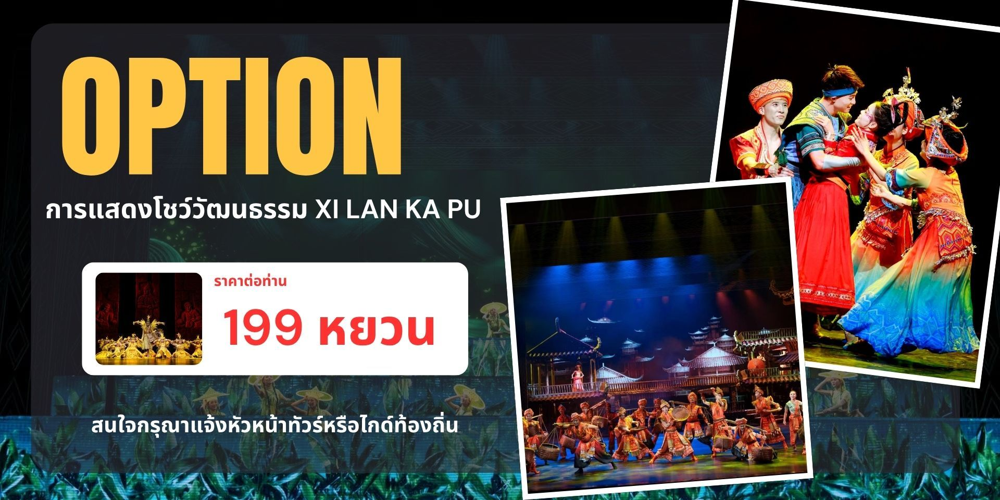 OPTION
การแสดงโชว์วัฒนธรรม XI LAN KA PU
ราคาต่อท่าน
199 หยวน
สนใจกรุณาแจ้งหัวหน้าทัวร์หรือไกด์ท้องถิ่น